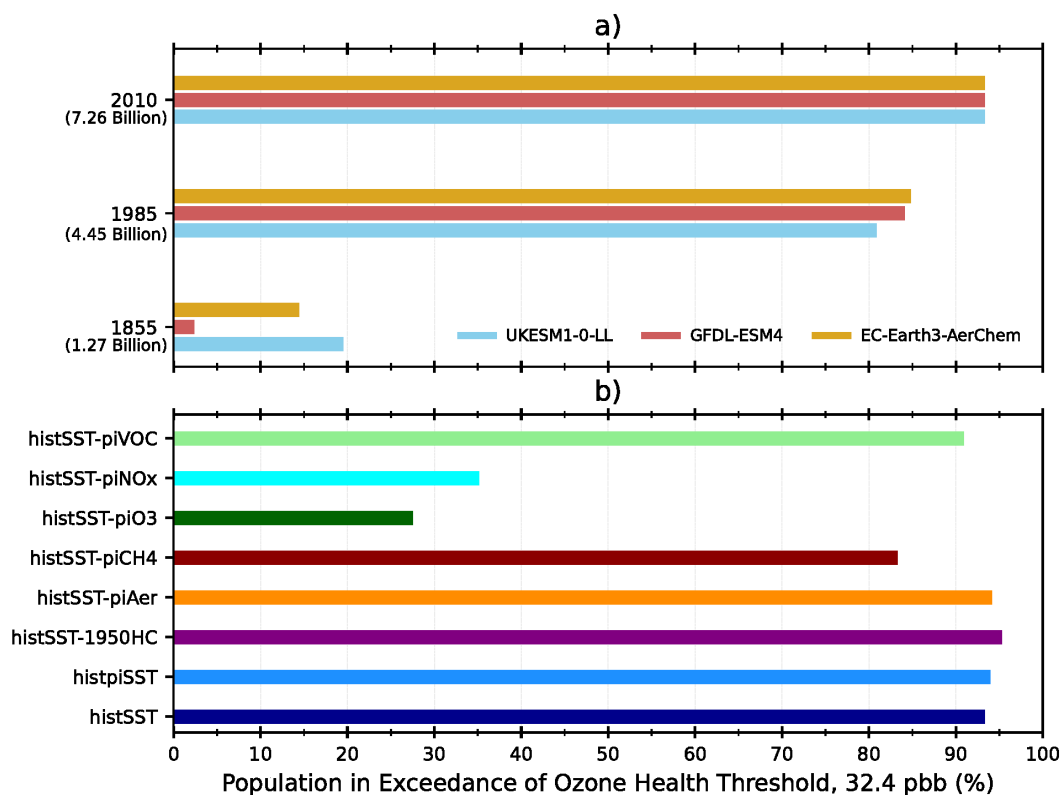 a)
2010
(7.26 Billion)
1985
(4.45 Billion)
1855
(1.27 Billion)
UKESM1-0-LL GFDL-ESM4 EC-Earth3-AerChem
b)
histSST-piVOC
histSST-piNOx
histSST-piO3
histSST-piCH4
histSST-piAer
histSST-1950HC
histpiSST
histSST
0 10 20 30 40 50 60 70 80 90 100
Population in Exceedance of Ozone Health Threshold, 32.4 pbb (%)